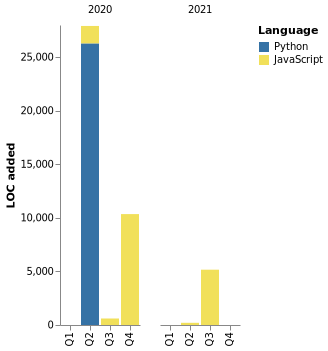 2020
2021
Language
Python
JavaScript
LOC added
25,000
20,000
15,000
10,000
5,000
0
Q1
Q2
Q3
Q4
Q1
Q2
Q3
Q4